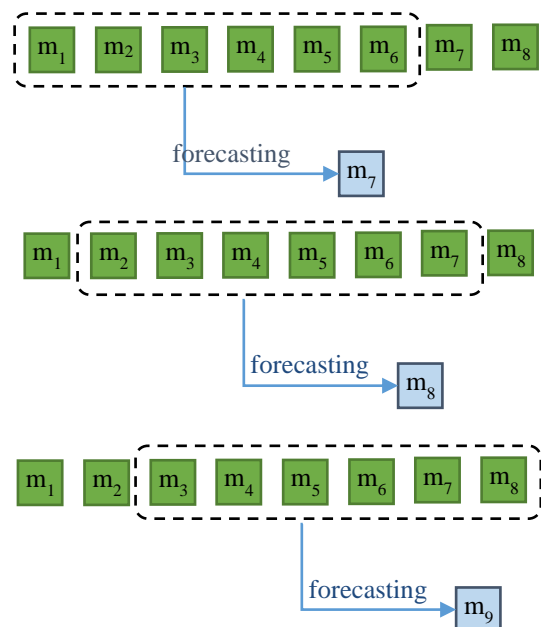 m₁ m₂ m₃ m₄ m₅ m₆ m₇ m₈
forecasting
m₇
m₁ m₂ m₃ m₄ m₅ m₆ m₇ m₈
forecasting
m₈
m₁ m₂ m₃ m₄ m₅ m₆ m₇ m₈
forecasting
m₉